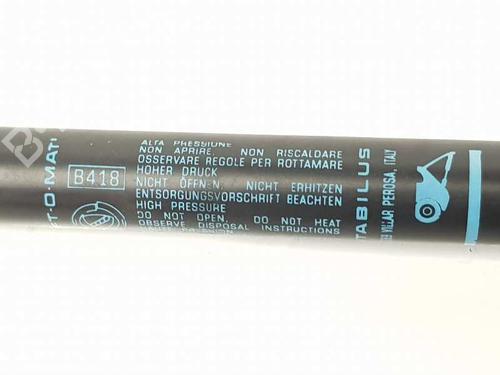 B418
ALTA PRESSIONE
NON APRIRE NON RISCALDARE
OSSERVARE REGOLE PER ROTTAMARE
HOHER DRUCK
NICHT ÖFFNEN NICHT ERHITZEN
ENTSORGUNGSVORSCHRIFT BEACHTEN
HIGH PRESSURE
DO NOT OPEN. DO NOT HEAT
OBSERVE DISPOSAL INSTRUCTIONS
TABILUS
VILLAR PEROSA, ITALY